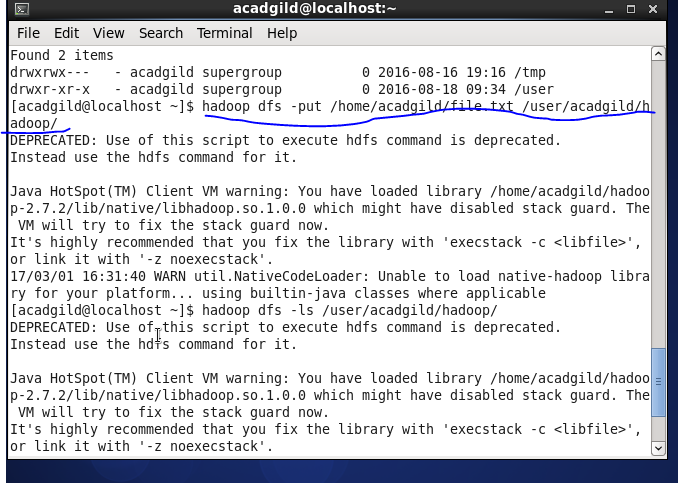 acadgild@localhost:~
File Edit View Search Terminal Help
Found 2 items
drwxrwx---   - acadgild supergroup          0 2016-08-16 19:16 /tmp
drwxr-xr-x   - acadgild supergroup          0 2016-08-18 09:34 /user
[acadgild@localhost ~]$ hadoop dfs -put /home/acadgild/file.txt /user/acadgild/h
adoop/
DEPRECATED: Use of this script to execute hdfs command is deprecated.
Instead use the hdfs command for it.

Java HotSpot(TM) Client VM warning: You have loaded library /home/acadgild/hadoo
p-2.7.2/lib/native/libhadoop.so.1.0.0 which might have disabled stack guard. The
 VM will try to fix the stack guard now.
It's highly recommended that you fix the library with 'execstack -c <libfile>',
or link it with '-z noexecstack'.
17/03/01 16:31:40 WARN util.NativeCodeLoader: Unable to load native-hadoop libra
ry for your platform... using builtin-java classes where applicable
[acadgild@localhost ~]$ hadoop dfs -ls /user/acadgild/hadoop/
DEPRECATED: Use of this script to execute hdfs command is deprecated.
Instead use the hdfs command for it.

Java HotSpot(TM) Client VM warning: You have loaded library /home/acadgild/hadoo
p-2.7.2/lib/native/libhadoop.so.1.0.0 which might have disabled stack guard. The
 VM will try to fix the stack guard now.
It's highly recommended that you fix the library with 'execstack -c <libfile>',
or link it with '-z noexecstack'.